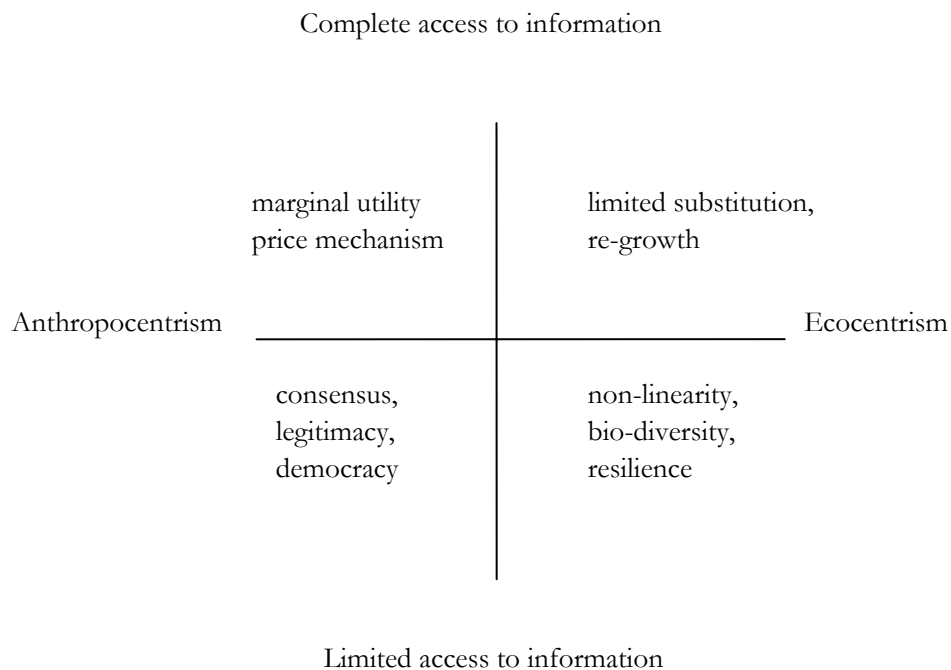 Complete access to information
marginal utility
price mechanism
limited substitution,
re-growth
Anthropocentrism
Ecocentrism
consensus,
legitimacy,
democracy
non-linearity,
bio-diversity,
resilience
Limited access to information